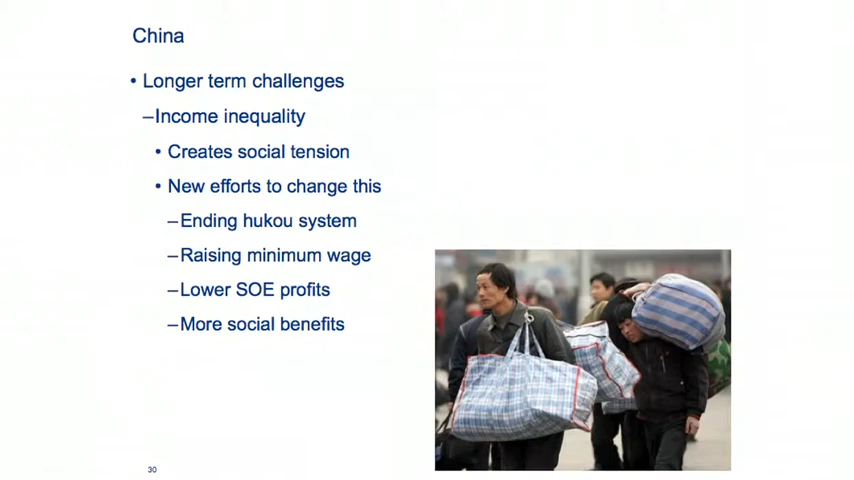 China
• Longer term challenges
–Income inequality
• Creates social tension
• New efforts to change this
–Ending hukou system
–Raising minimum wage
–Lower SOE profits
–More social benefits
30